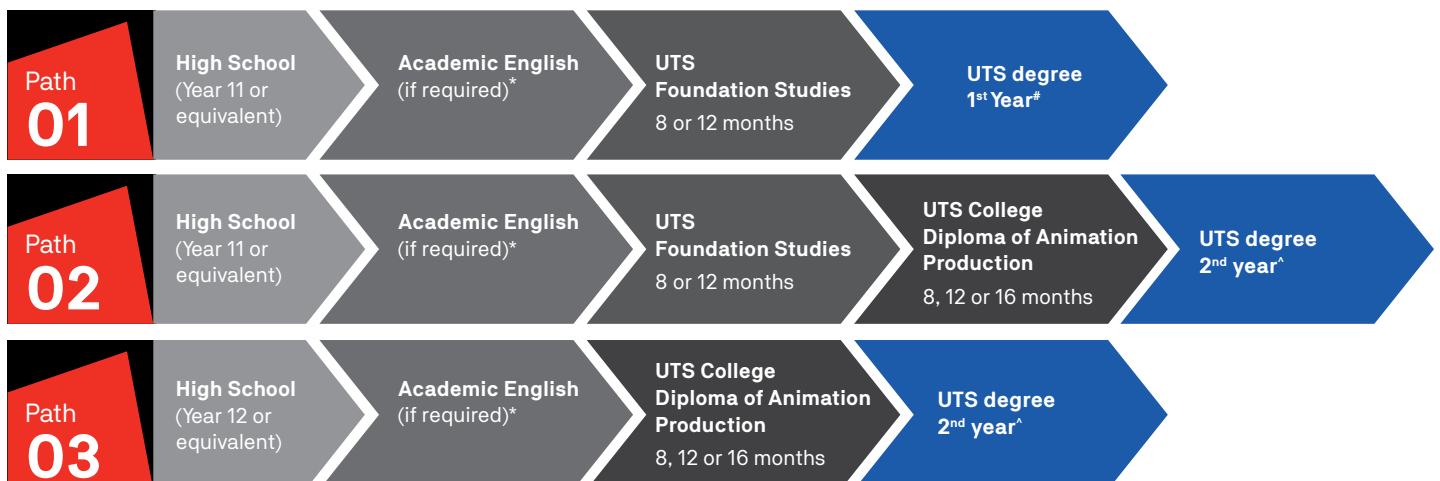 Path
01
High School
(Year 11 or
equivalent)
Academic English
(if required)*
UTS
Foundation Studies
8 or 12 months
UTS degree
1st Year#
Path
02
High School
(Year 11 or
equivalent)
Academic English
(if required)*
UTS
Foundation Studies
8 or 12 months
UTS College
Diploma of Animation
Production
8, 12 or 16 months
UTS degree
2nd year^
Path
03
High School
(Year 12 or
equivalent)
Academic English
(if required)*
UTS College
Diploma of Animation
Production
8, 12 or 16 months
UTS degree
2nd year^